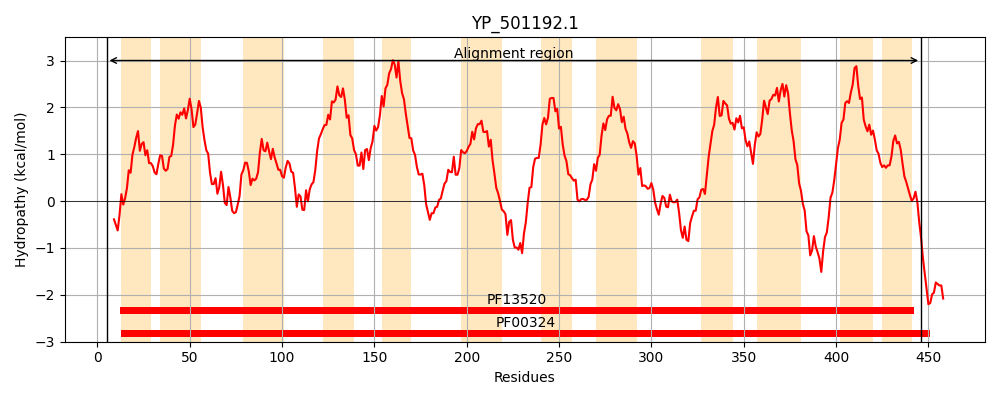 YP_501192.1
Hydropathy (kcal/mol)
3
2
1
0
−1
−2
−3
Alignment region
PF13520
PF00324
0 50 100 150 200 250 300 350 400 450
Residues